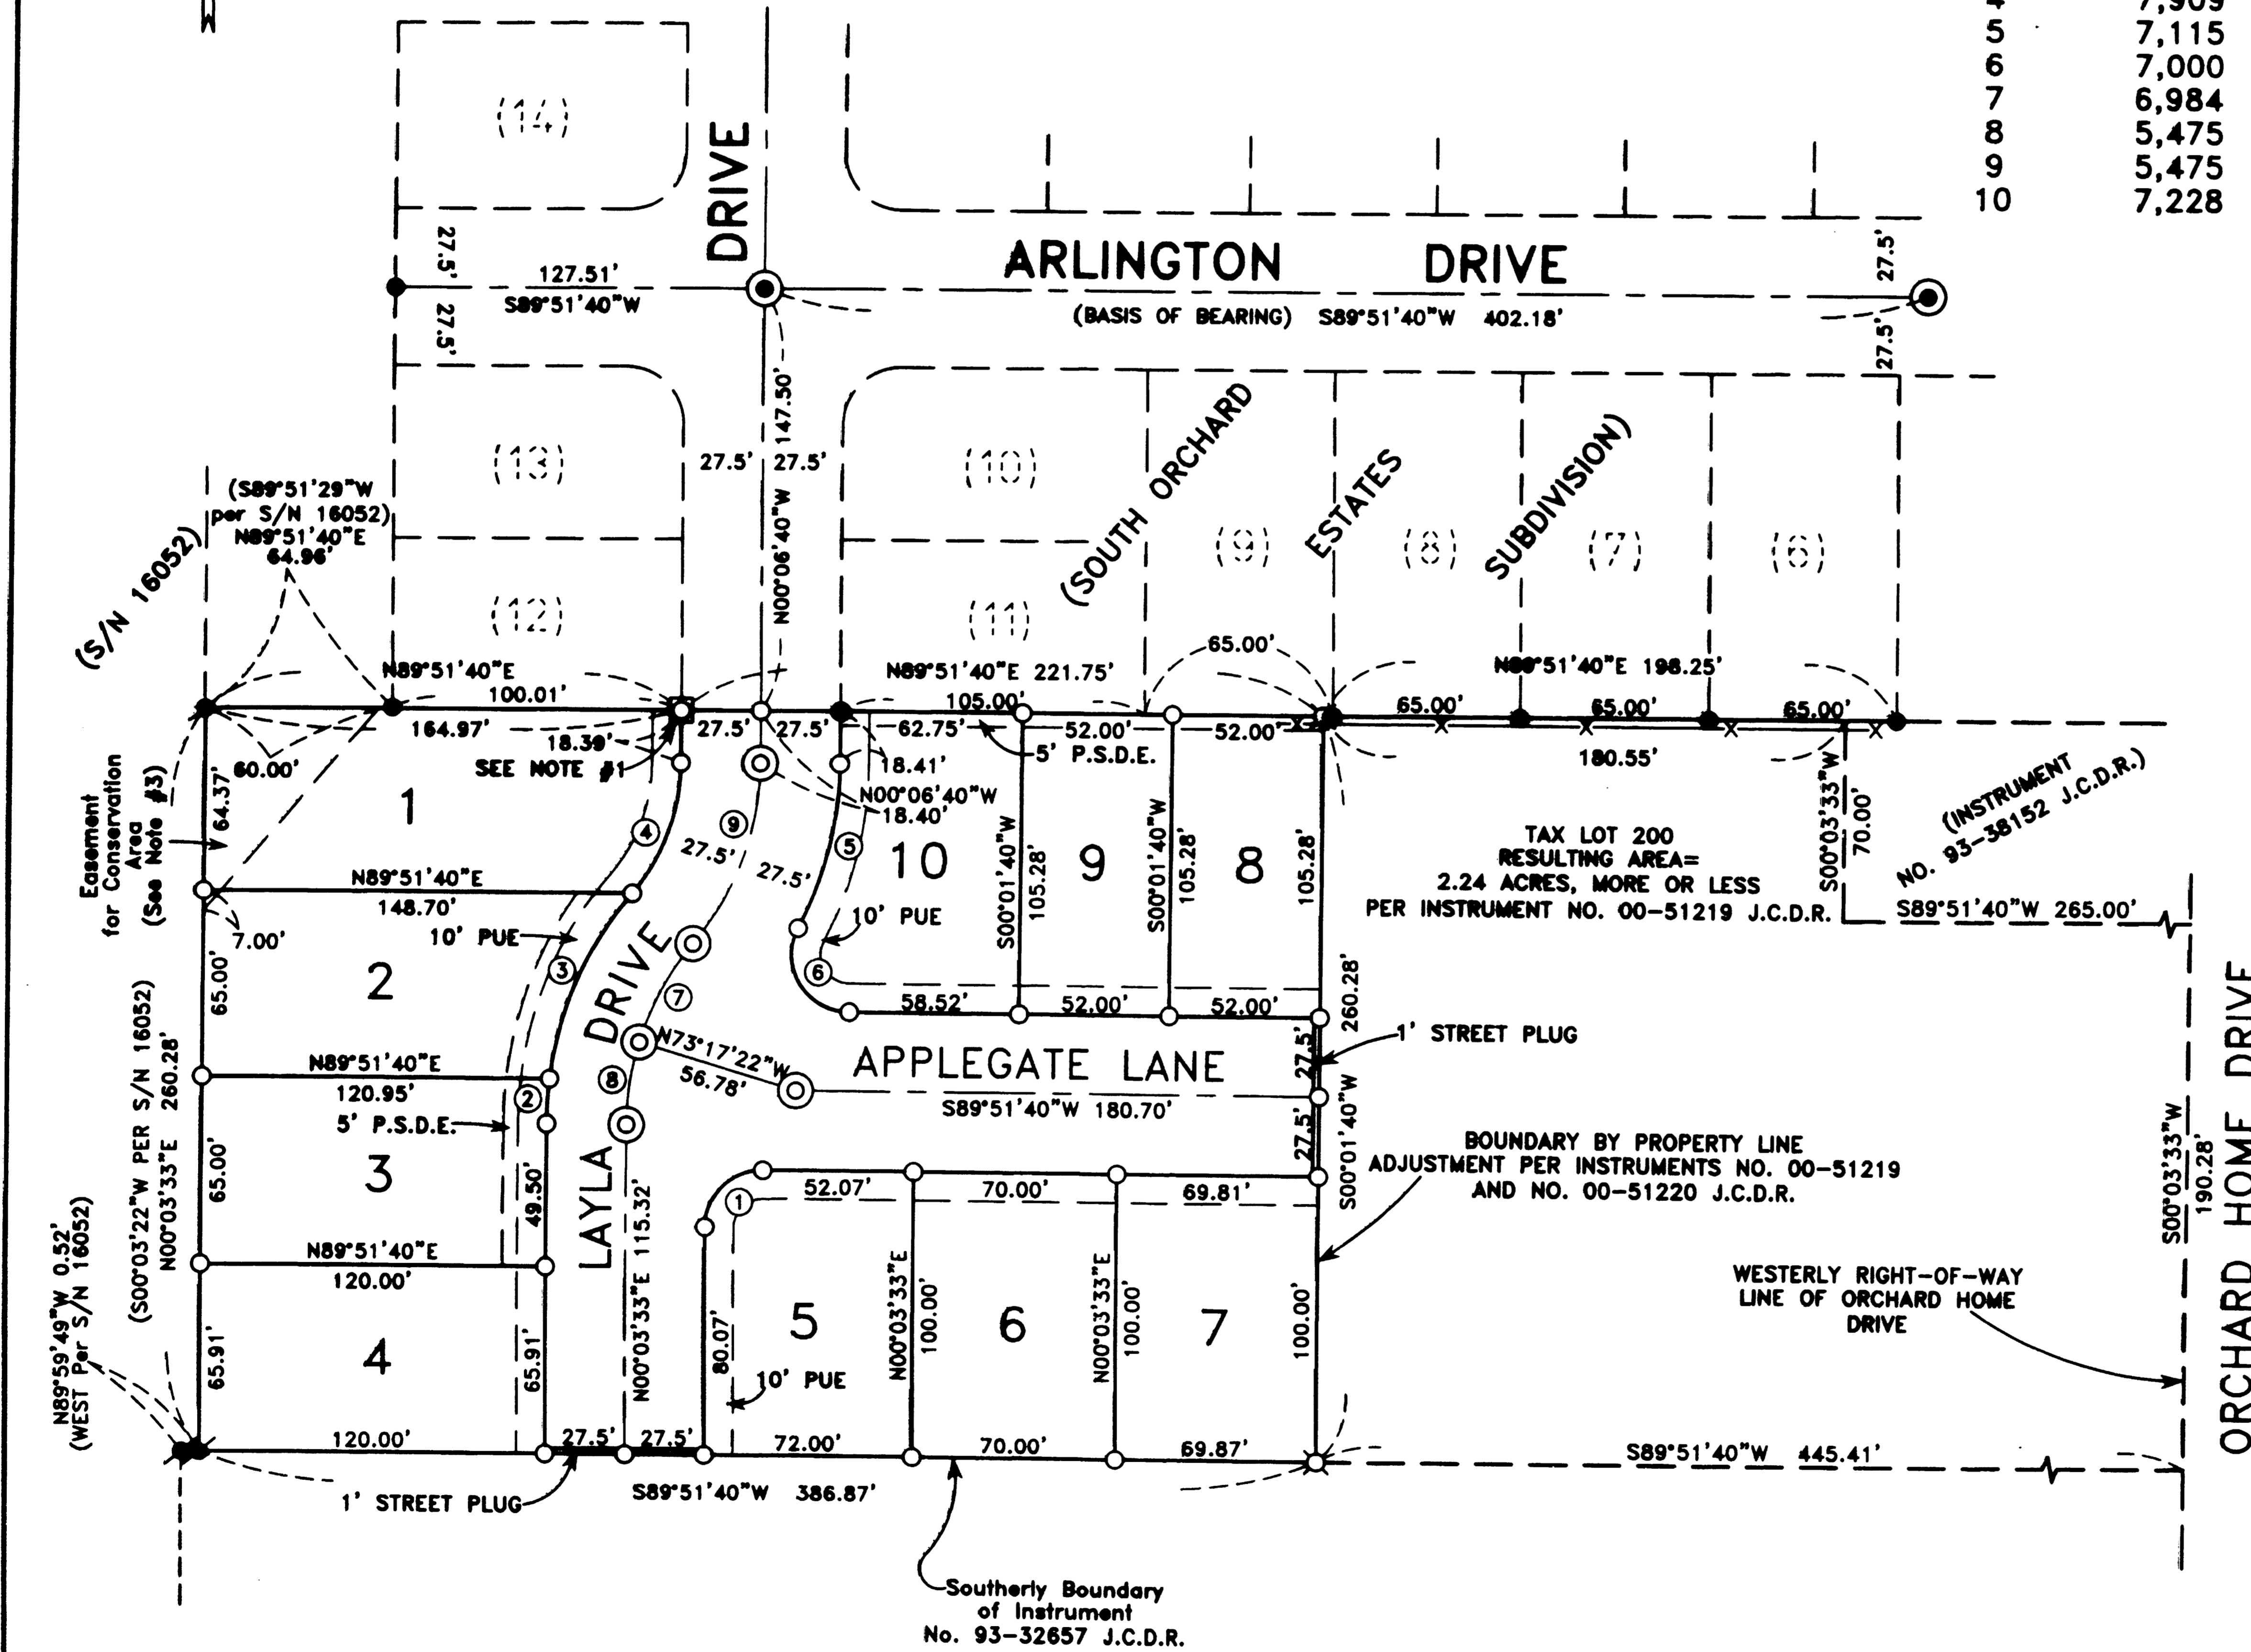 4 7,909
5 7,115
6 7,000
7 6,984
8 5,475
9 5,475
10 7,228
(14)
DRIVE
27.5'
27.5'
127.51'
S89°51'40"W
ARLINGTON DRIVE
(BASIS OF BEARING) S89°51'40"W 402.18'
27.5'
27.5'
(13)
27.5' 27.5'
N00°06'40"W 147.50'
(10)
(SOUTH ORCHARD
ESTATES
SUBDIVISION)
(9)
(8)
(7)
(6)
(12)
(11)
(S/N 16052)
(S89°51'29"W
per S/N 16052)
N89°51'40"E
64.96'
N89°51'40"E
100.01'
164.97'
27.5' 27.5'
N89°51'40"E 221.75'
105.00'
62.75'
52.00'
52.00'
65.00'
N89°51'40"E 198.25'
65.00'
65.00'
65.00'
180.55'
18.39'
SEE NOTE #1
18.41'
N00°06'40"W
18.40'
5' P.S.D.E.
60.00'
64.37'
Easement
for Conservation
Area
(See Note #3)
1
4
9
5
27.5'
27.5'
10
9
8
S00°01'40"W
105.28'
S00°01'40"W
105.28'
105.28'
TAX LOT 200
RESULTING AREA=
2.24 ACRES, MORE OR LESS
PER INSTRUMENT NO. 00-51219 J.C.D.R.
S00°03'33"W
70.00'
(INSTRUMENT
NO. 93-38152 J.C.D.R.)
S89°51'40"W 265.00'
N89°51'40"E
148.70'
7.00'
10' PUE
10' PUE
2
65.00'
3
6
7
DRIVE
58.52'
52.00'
52.00'
260.28'
27.5'
1' STREET PLUG
N73°17'22"W
56.78'
APPLEGATE LANE
S89°51'40"W 180.70'
8
27.5'
S00°01'40"W
(S00°03'22"W PER S/N 16052)
N00°03'33"E 260.28'
N89°51'40"E
120.95'
2
5' P.S.D.E.
3
65.00'
49.50'
LAYLA
N00°03'33"E 115.32'
BOUNDARY BY PROPERTY LINE
ADJUSTMENT PER INSTRUMENTS NO. 00-51219
AND NO. 00-51220 J.C.D.R.
S00°03'33"W
190.28'
ORCHARD HOME DRIVE
1
52.07'
70.00'
69.81'
N89°51'40"E
120.00'
4
65.91'
65.91'
80.07'
10' PUE
5
N00°03'33"E
100.00'
6
N00°03'33"E
100.00'
7
100.00'
WESTERLY RIGHT-OF-WAY
LINE OF ORCHARD HOME
DRIVE
N89°59'49"W 0.52'
(WEST Per S/N 16052)
120.00'
27.5' 27.5'
72.00'
70.00'
69.87'
S89°51'40"W 445.41'
1' STREET PLUG
S89°51'40"W 386.87'
Southerly Boundary
of Instrument
No. 93-32657 J.C.D.R.